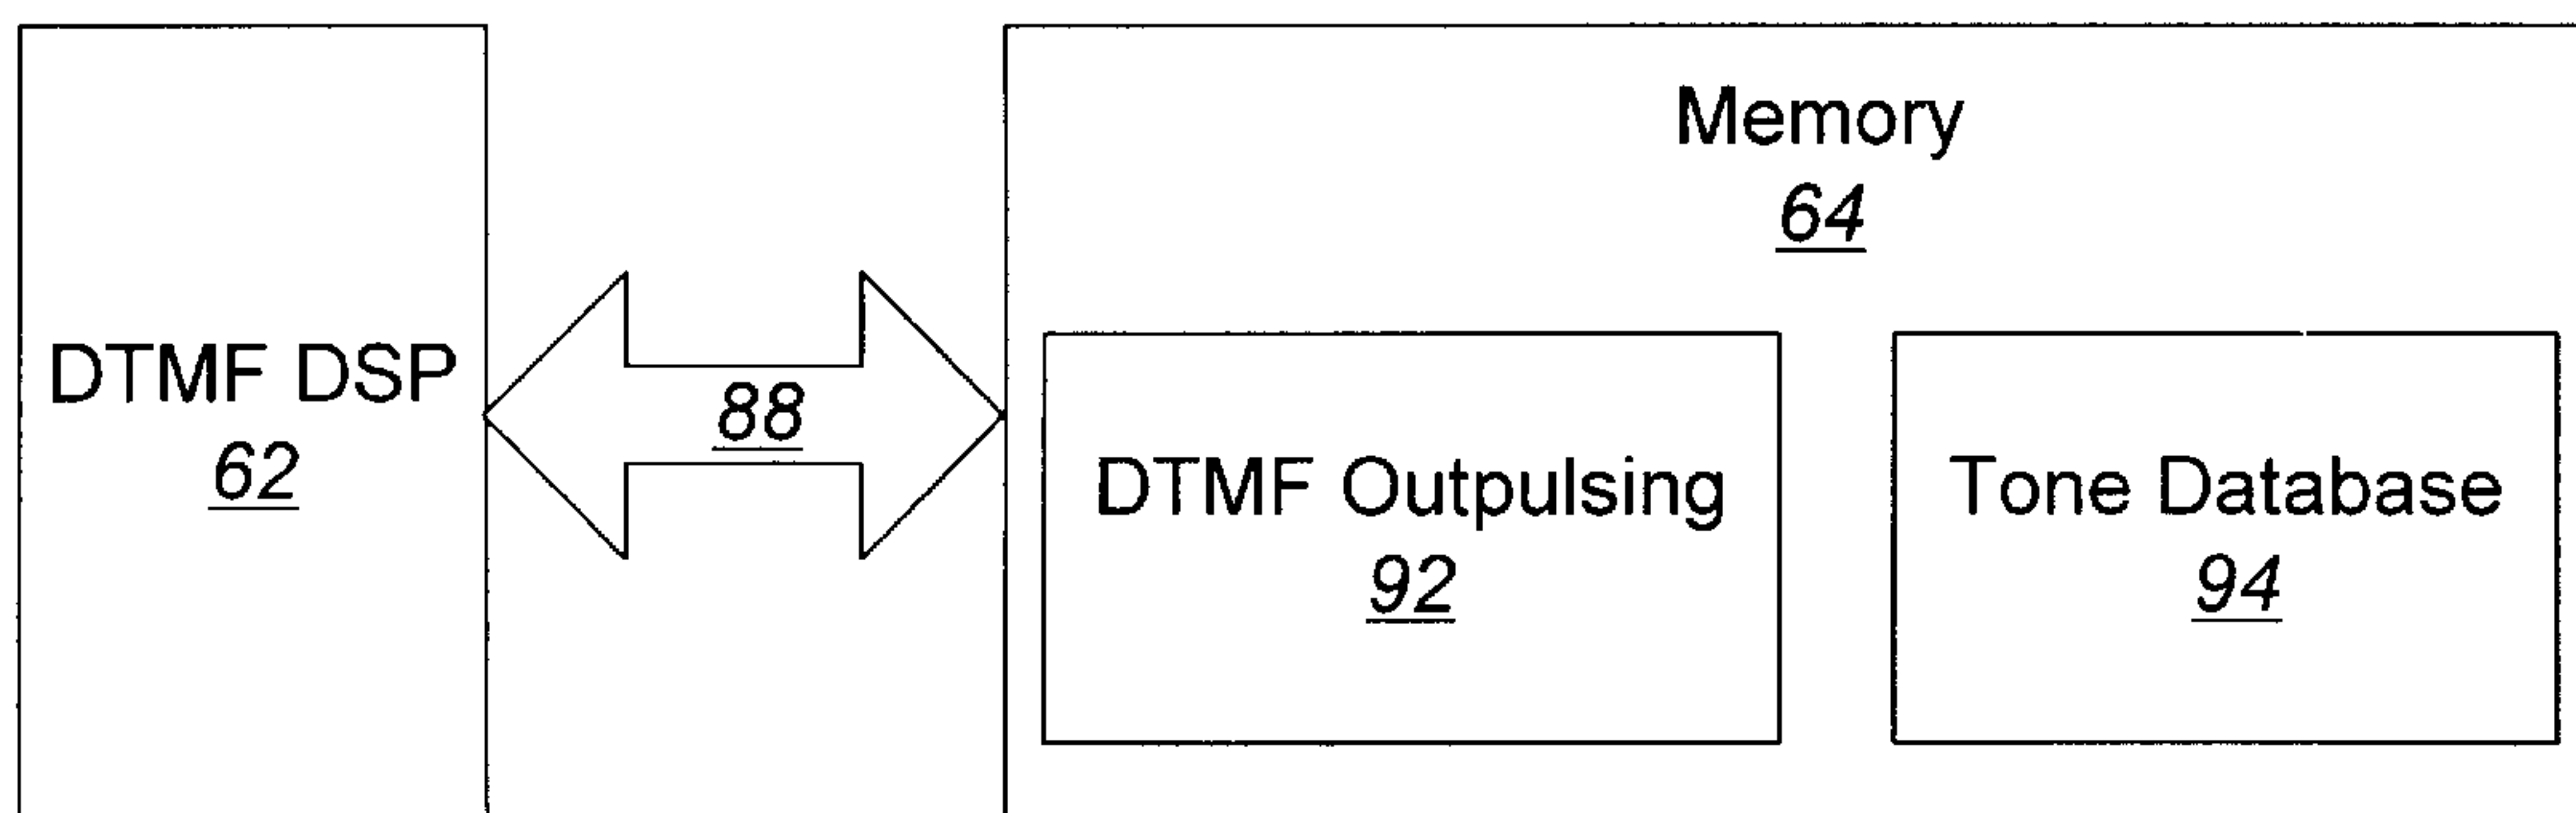 DTMF DSP
62
88
Memory
64
DTMF Outpulsing
92
Tone Database
94